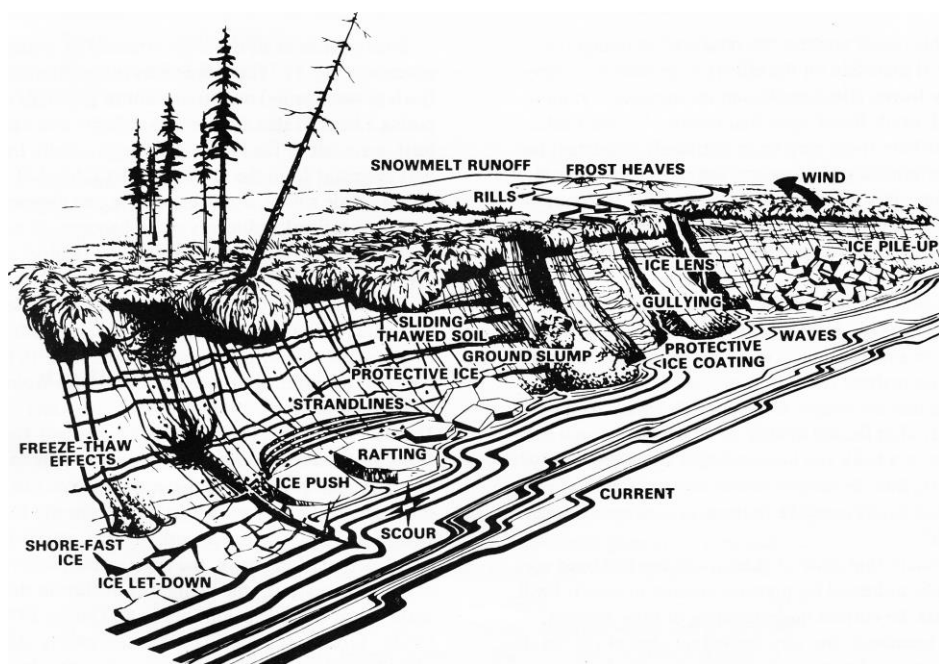 SNOWMELT RUNOFF
FROST HEAVES
WIND
RILLS
ICE PILE-UP
ICE LENS
GULLYING
SLIDING
THAWED SOIL
WAVES
PROTECTIVE
ICE COATING
GROUND SLUMP
PROTECTIVE ICE
STRANDLINES
FREEZE-THAW
EFFECTS
RAFTING
ICE PUSH
CURRENT
SCOUR
SHORE-FAST
ICE
ICE LET-DOWN